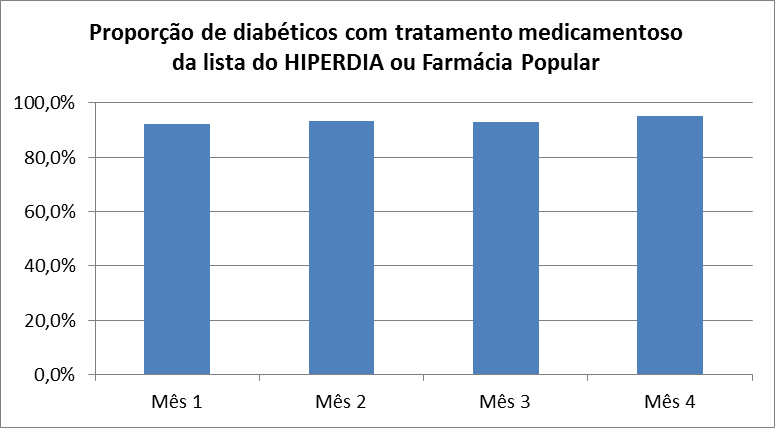 Proporção de diabéticos com tratamento medicamentoso
da lista do HIPERDIA ou Farmácia Popular
100,0%
80,0%
60,0%
40,0%
20,0%
0,0%
Mês 1 Mês 2 Mês 3 Mês 4